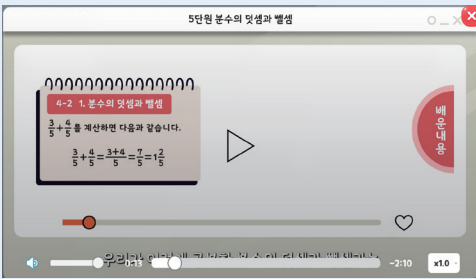 5단원 분수의 덧셈과 뺄셈
4-2 1. 분수의 덧셈과 뺄셈
3/5 + 4/5 를 계산하면 다음과 같습니다.
3/5 + 4/5 = 3+4/5 = 7/5 = 1 2/5
배운내용
0:13
-2:10
x1.0